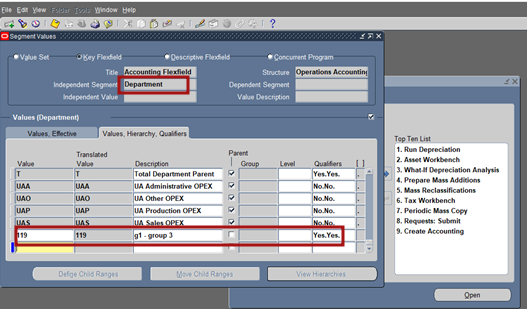 File Edit View Folder Tools Window Help
Segment Values
Value Set Key Flexfield Descriptive Flexfield Concurrent Program
Title Accounting Flexfield Structure Operations Accounting
Independent Segment Department Dependent Segment
Independent Value Value Description
Values (Department)
Values, Effective Values, Hierarchy, Qualifiers
Translated Parent
Value Value Description Group Level Qualifiers [ ]
T T Total Department Parent Yes.Yes. .
UAA UAA UA Administrative OPEX No.No. .
UAO UAO UA Other OPEX No.No. .
UAP UAP UA Production OPEX No.No. .
UAS UAS UA Sales OPEX No.No. .
119 119 g1 - group 3 Yes.Yes.
Define Child Ranges Move Child Ranges View Hierarchies
Top Ten List
1. Run Depreciation
2. Asset Workbench
3. What-If Depreciation Analysis
4. Prepare Mass Additions
5. Mass Reclassifications
6. Tax Workbench
7. Periodic Mass Copy
8. Requests: Submit
9. Create Accounting
Open